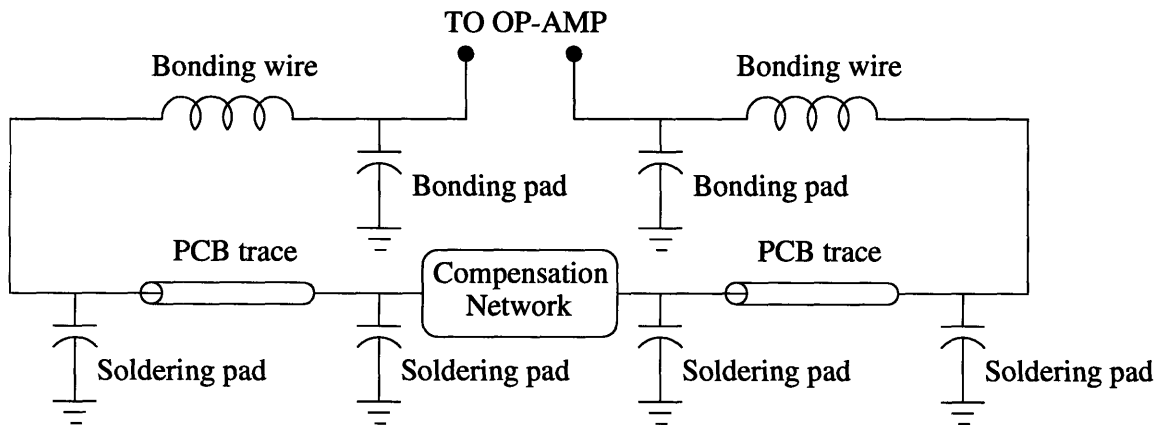 TO OP-AMP
Bonding wire
Bonding wire
Bonding pad
Bonding pad
PCB trace
Compensation
Network
PCB trace
Soldering pad
Soldering pad
Soldering pad
Soldering pad